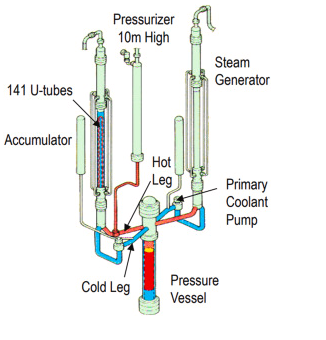 Pressurizer
10m High
Steam
Generator
141 U-tubes
Accumulator
Hot
Leg
Primary
Coolant
Pump
Cold Leg
Pressure
Vessel